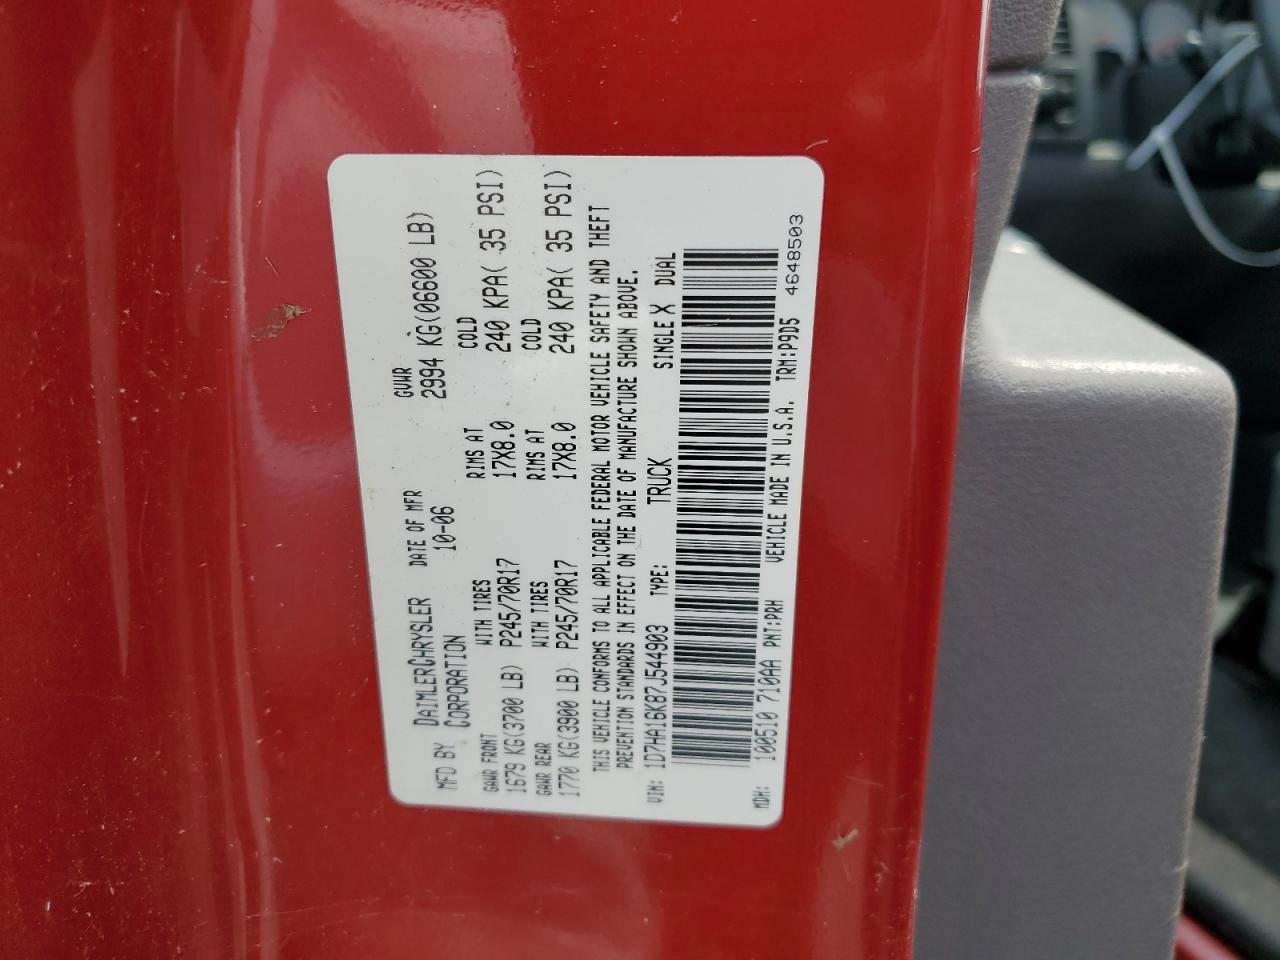 MFD BY DAIMLERCHRYSLER CORPORATION DATE OF MFR 10-06 GVWR 2994 KG(06600 LB)
GAWR FRONT WITH TIRES RIMS AT COLD
1679 KG(3700 LB) P245/70R17 17X8.0 240 KPA( 35 PSI)
GAWR REAR WITH TIRES RIMS AT COLD
1770 KG(3900 LB) P245/70R17 17X8.0 240 KPA( 35 PSI)
THIS VEHICLE CONFORMS TO ALL APPLICABLE FEDERAL MOTOR VEHICLE SAFETY AND THEFT
PREVENTION STANDARDS IN EFFECT ON THE DATE OF MANUFACTURE SHOWN ABOVE.
VIN: 1D7HA16K87J544903 TYPE: TRUCK SINGLE X DUAL
MDH: 100510 710AA PNT:PRH VEHICLE MADE IN U.S.A. TRM:P9D5 4648503